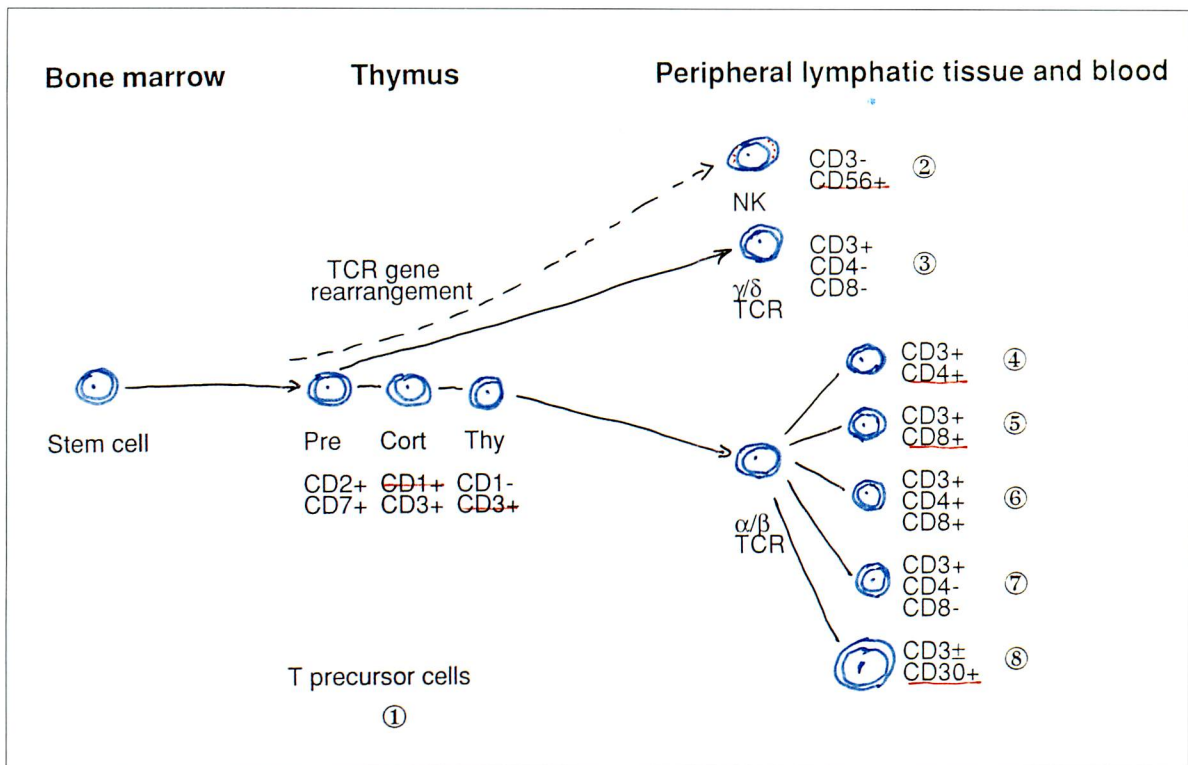 Bone marrow
Thymus
Peripheral lymphatic tissue and blood
CD3-
CD56+
②
NK
TCR gene
rearrangement
CD3+
CD4-
CD8-
③
γ/δ
TCR
Stem cell
Pre
Cort
Thy
CD2+ CD1+ CD1-
CD7+ CD3+ CD3+
α/β
TCR
CD3+
CD4+
④
CD3+
CD8+
⑤
CD3+
CD4+
CD8+
⑥
CD3+
CD4-
CD8-
⑦
CD3±
CD30+
⑧
T precursor cells
①